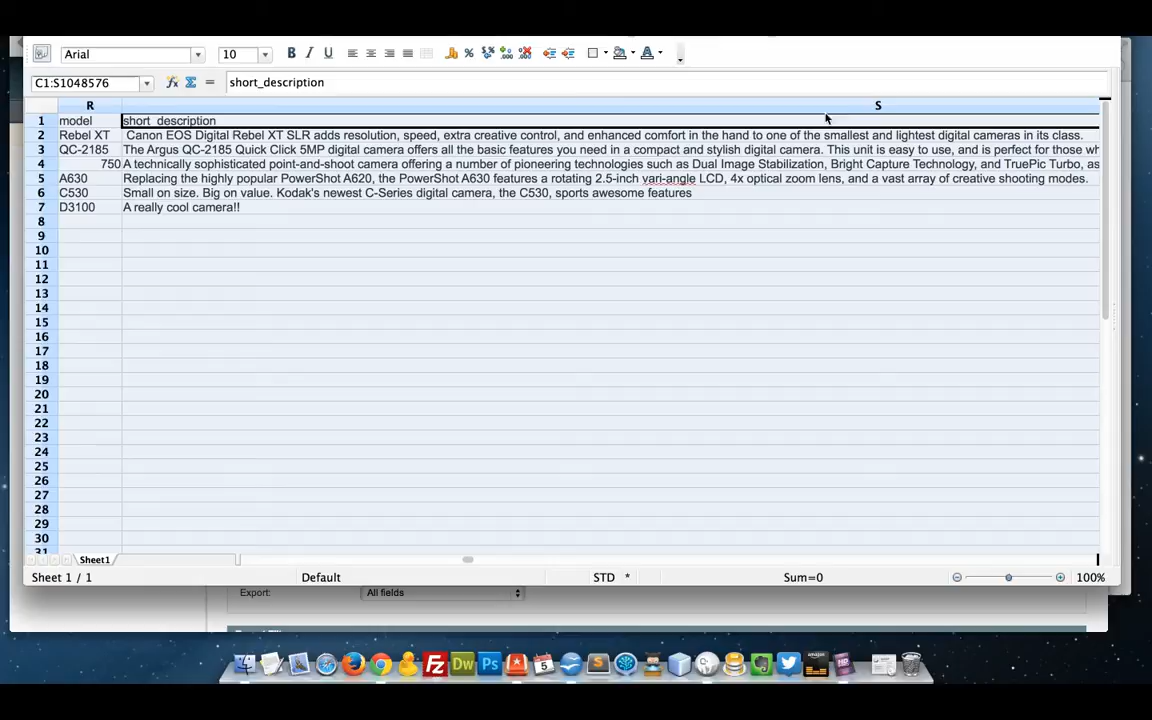 Arial 10 B I U
C1:S1048576 = short_description
R S
1 model short_description
2 Rebel XT Canon EOS Digital Rebel XT SLR adds resolution, speed, extra creative control, and enhanced comfort in the hand to one of the smallest and lightest digital cameras in its class.
3 QC-2185 The Argus QC-2185 Quick Click 5MP digital camera offers all the basic features you need in a compact and stylish digital camera. This unit is easy to use, and is perfect for those wh
4 750 A technically sophisticated point-and-shoot camera offering a number of pioneering technologies such as Dual Image Stabilization, Bright Capture Technology, and TruePic Turbo, as
5 A630 Replacing the highly popular PowerShot A620, the PowerShot A630 features a rotating 2.5-inch vari-angle LCD, 4x optical zoom lens, and a vast array of creative shooting modes.
6 C530 Small on size. Big on value. Kodak's newest C-Series digital camera, the C530, sports awesome features
7 D3100 A really cool camera!!
8
9
10
11
12
13
14
15
16
17
18
19
20
21
22
23
24
25
26
27
28
29
30
31
Sheet1
Sheet 1 / 1 Default STD * Sum=0 100%
Export: All fields
Fz Dw Ps 5 S amazon HD